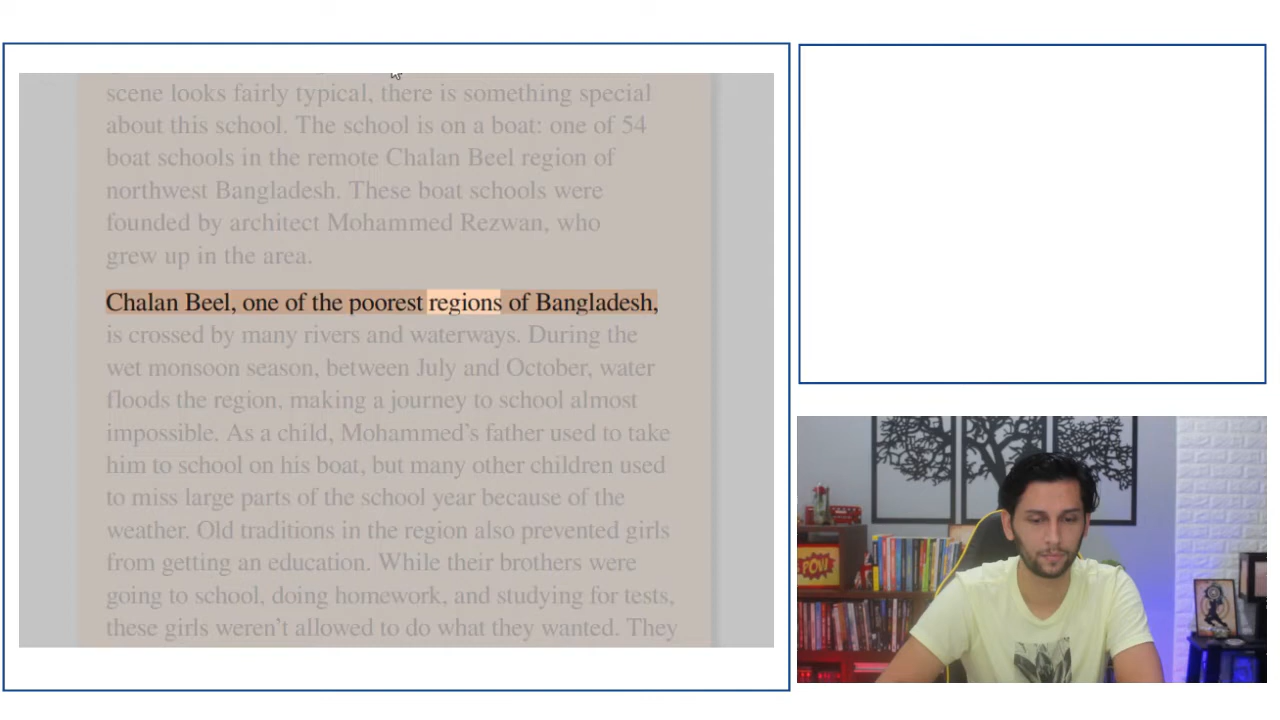 scene looks fairly typical, there is something special
about this school. The school is on a boat: one of 54
boat schools in the remote Chalan Beel region of
northwest Bangladesh. These boat schools were
founded by architect Mohammed Rezwan, who
grew up in the area.
Chalan Beel, one of the poorest regions of Bangladesh,
is crossed by many rivers and waterways. During the
wet monsoon season, between July and October, water
floods the region, making a journey to school almost
impossible. As a child, Mohammed’s father used to take
him to school on his boat, but many other children used
to miss large parts of the school year because of the
weather. Old traditions in the region also prevented girls
from getting an education. While their brothers were
going to school, doing homework, and studying for tests,
these girls weren’t allowed to do what they wanted. They
POW!